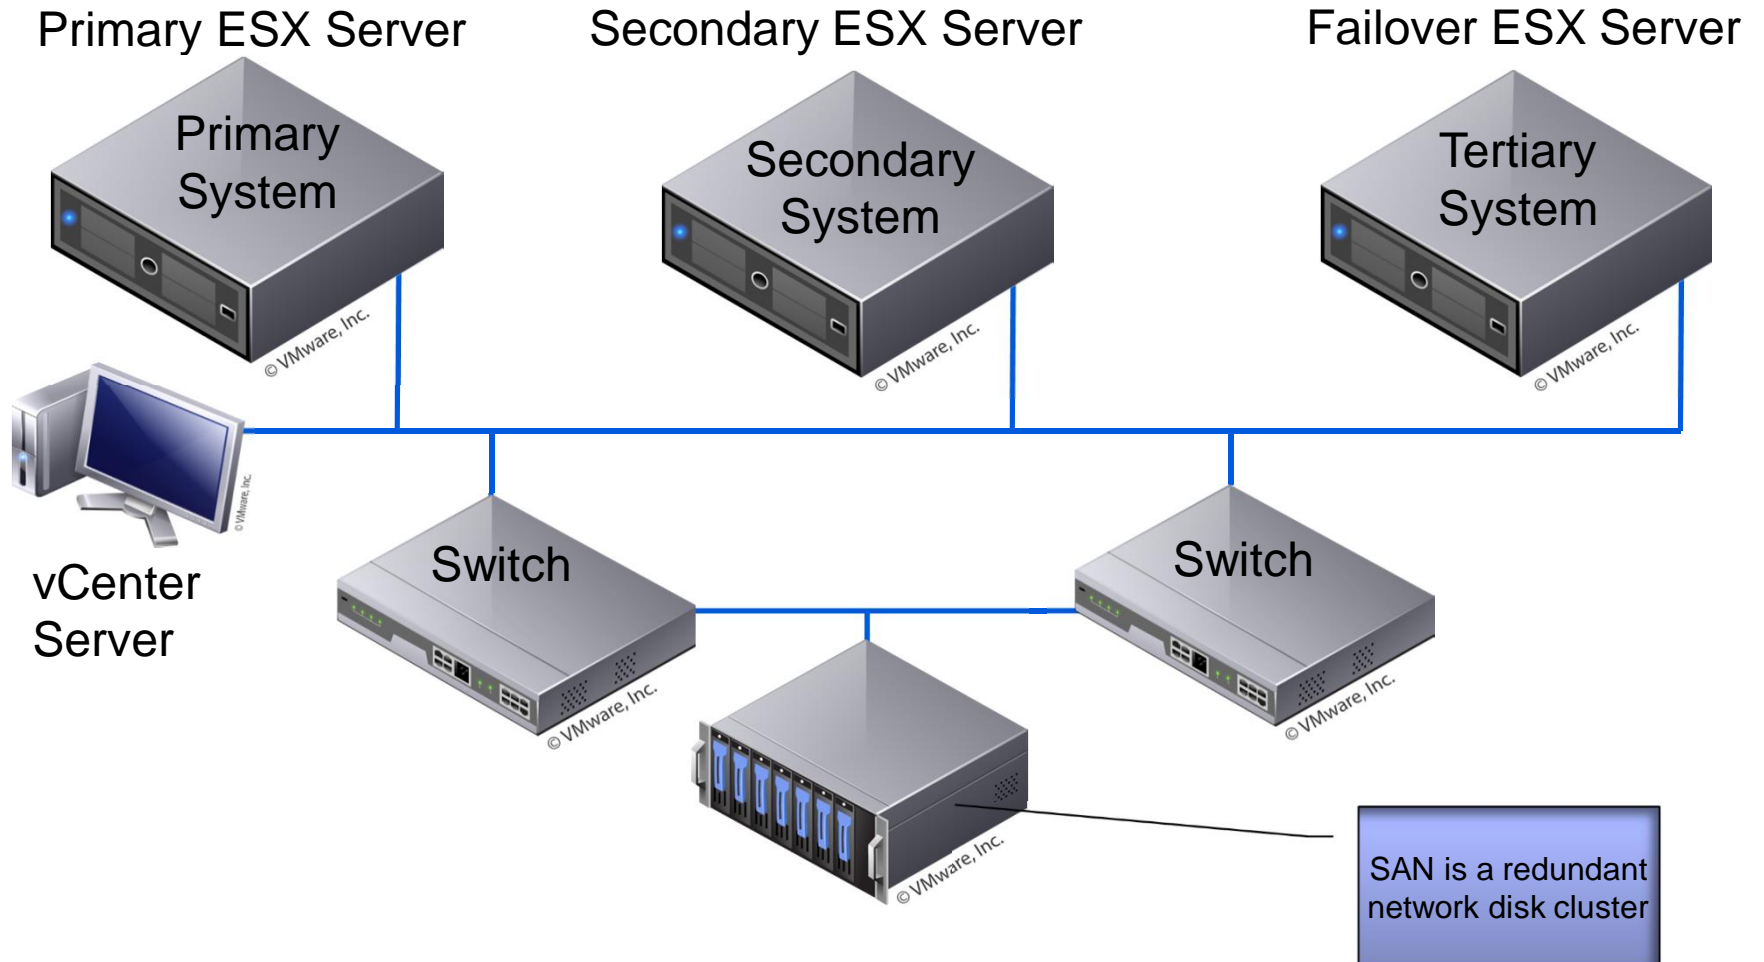 Primary ESX Server
Secondary ESX Server
Failover ESX Server
Primary
System
Secondary
System
Tertiary
System
© VMware, Inc.
© VMware, Inc.
© VMware, Inc.
© VMware, Inc.
vCenter
Server
Switch
Switch
© VMware, Inc.
© VMware, Inc.
© VMware, Inc.
SAN is a redundant
network disk cluster